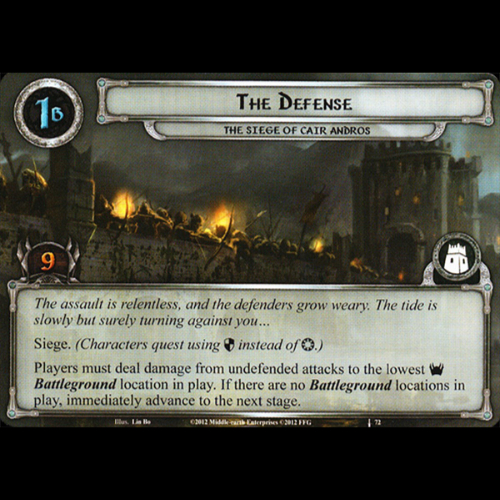 1B
THE DEFENSE
THE SIEGE OF CAIR ANDROS
9
The assault is relentless, and the defenders grow weary. The tide is
slowly but surely turning against you…
Siege. (Characters quest using instead of .)
Players must deal damage from undefended attacks to the lowest
Battleground location in play. If there are no Battleground locations in
play, immediately advance to the next stage.
Illus. Lin Bo ©2012 Middle-earth Enterprises ©2012 FFG 72